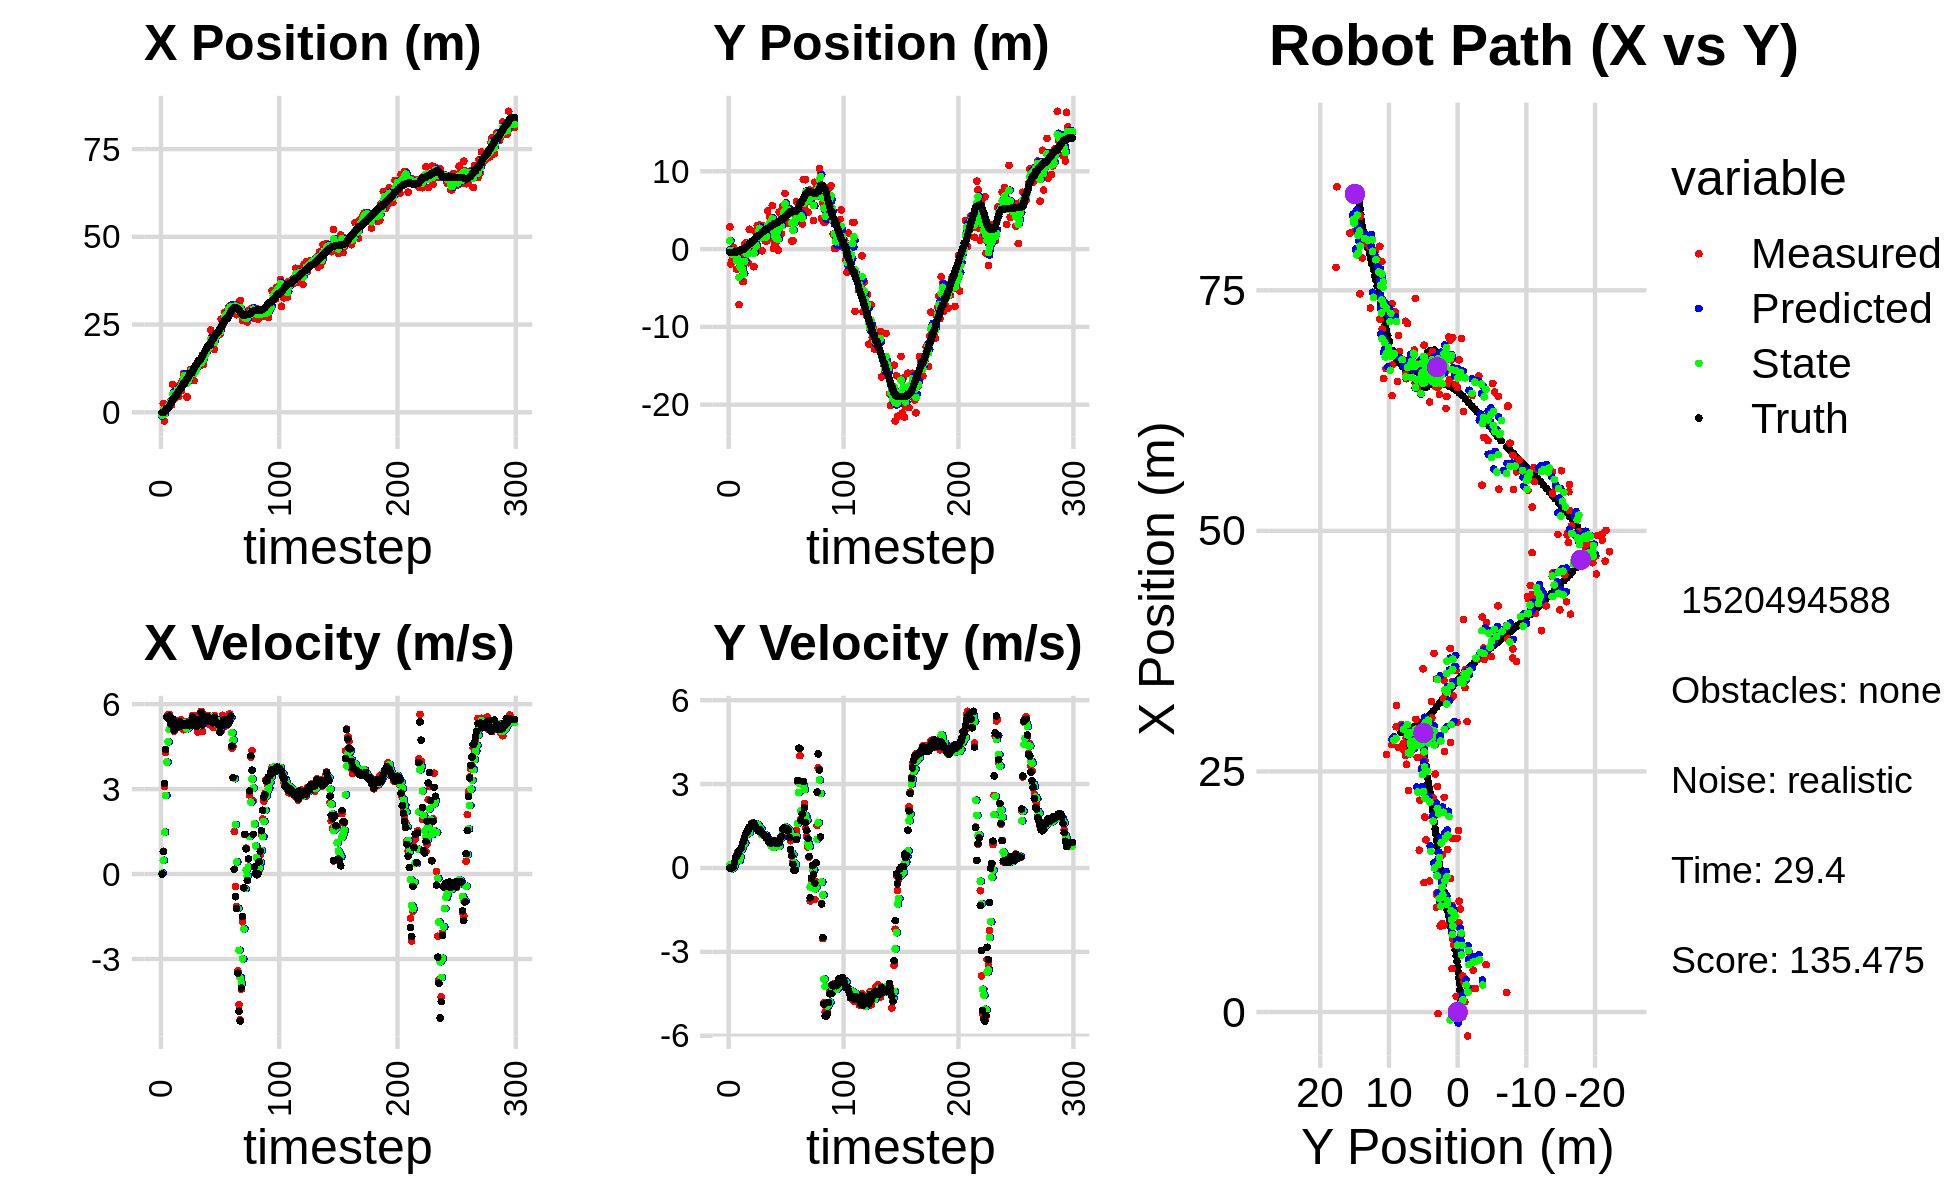 X Position (m)
75
50
25
0
0
100
200
300
timestep
Y Position (m)
10
0
-10
-20
0
100
200
300
timestep
X Velocity (m/s)
6
3
0
-3
0
100
200
300
timestep
Y Velocity (m/s)
6
3
0
-3
-6
0
100
200
300
timestep
Robot Path (X vs Y)
X Position (m)
75
50
25
0
20 10 0 -10 -20
Y Position (m)
variable
Measured
Predicted
State
Truth
1520494588
Obstacles: none
Noise: realistic
Time: 29.4
Score: 135.475